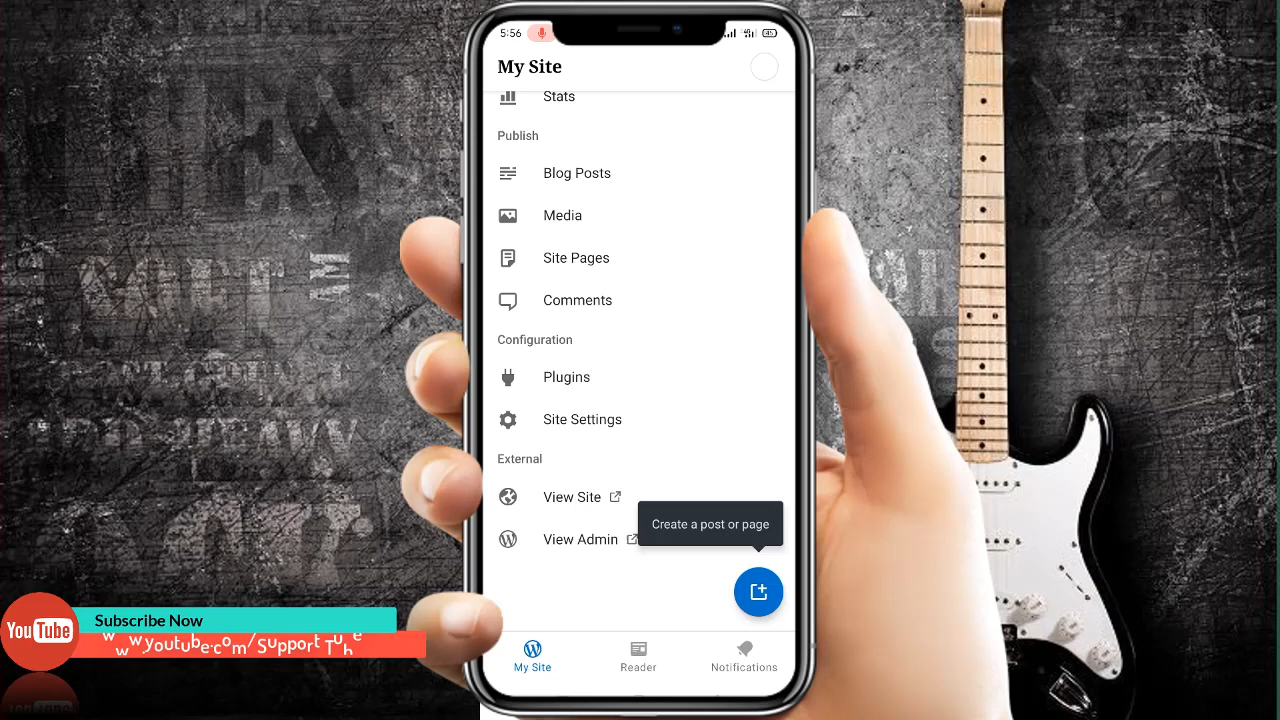 5:56
My Site
Stats
Publish
Blog Posts
Media
Site Pages
Comments
Configuration
Plugins
Site Settings
External
View Site
Create a post or page
View Admin
My Site
Reader
Notifications
YouTube
Subscribe Now